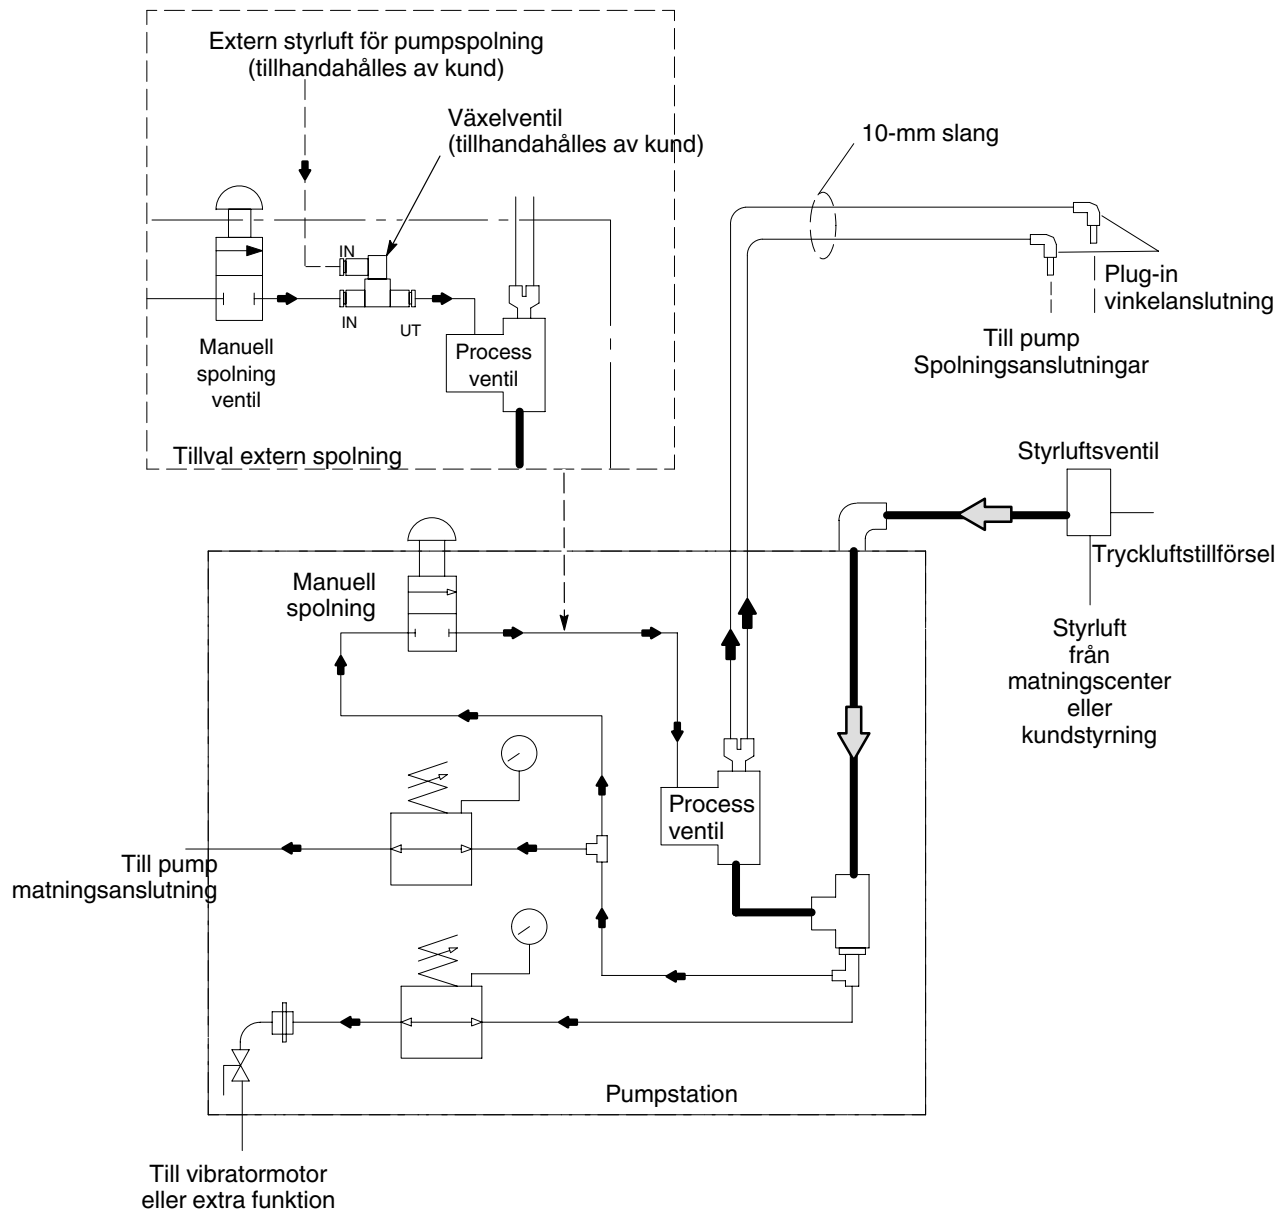 Extern styrluft för pumpspolning
(tillhandahålles av kund)
Växelventil
(tillhandahålles av kund)
10-mm slang
IN
IN
UT
Manuell
spolning
ventil
Process
ventil
Tillval extern spolning
Plug-in
vinkelanslutning
Till pump
Spolningsanslutningar
Styrluftsventil
Tryckluftstillförsel
Styrluft
från
matningscenter
eller
kundstyrning
Manuell
spolning
Process
ventil
Till pump
matningsanslutning
Pumpstation
Till vibratormotor
eller extra funktion